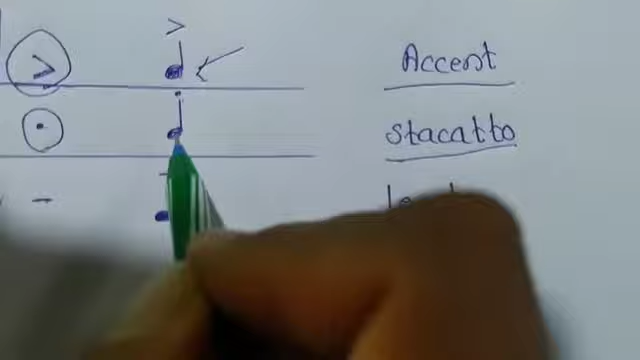 > > Accent
• stacatto
-